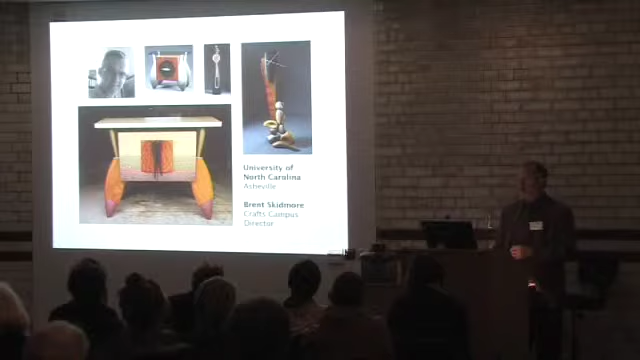 University of
North Carolina
Asheville
Brent Skidmore
Crafts Campus
Director